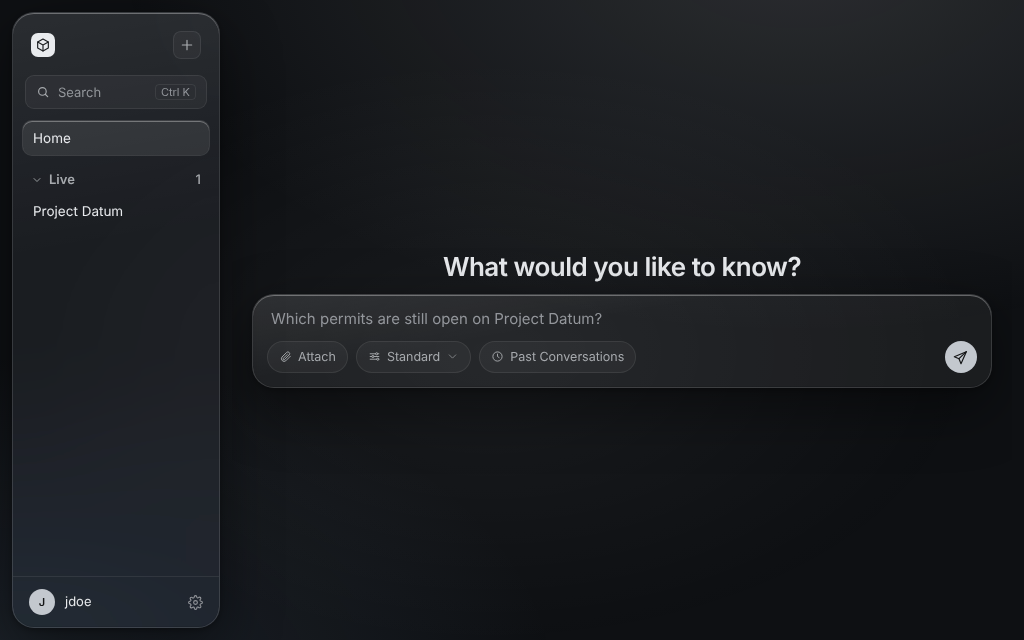 Search
Ctrl K
Home
Live
1
Project Datum
What would you like to know?
Which permits are still open on Project Datum?
Attach
Standard
Past Conversations
J
jdoe